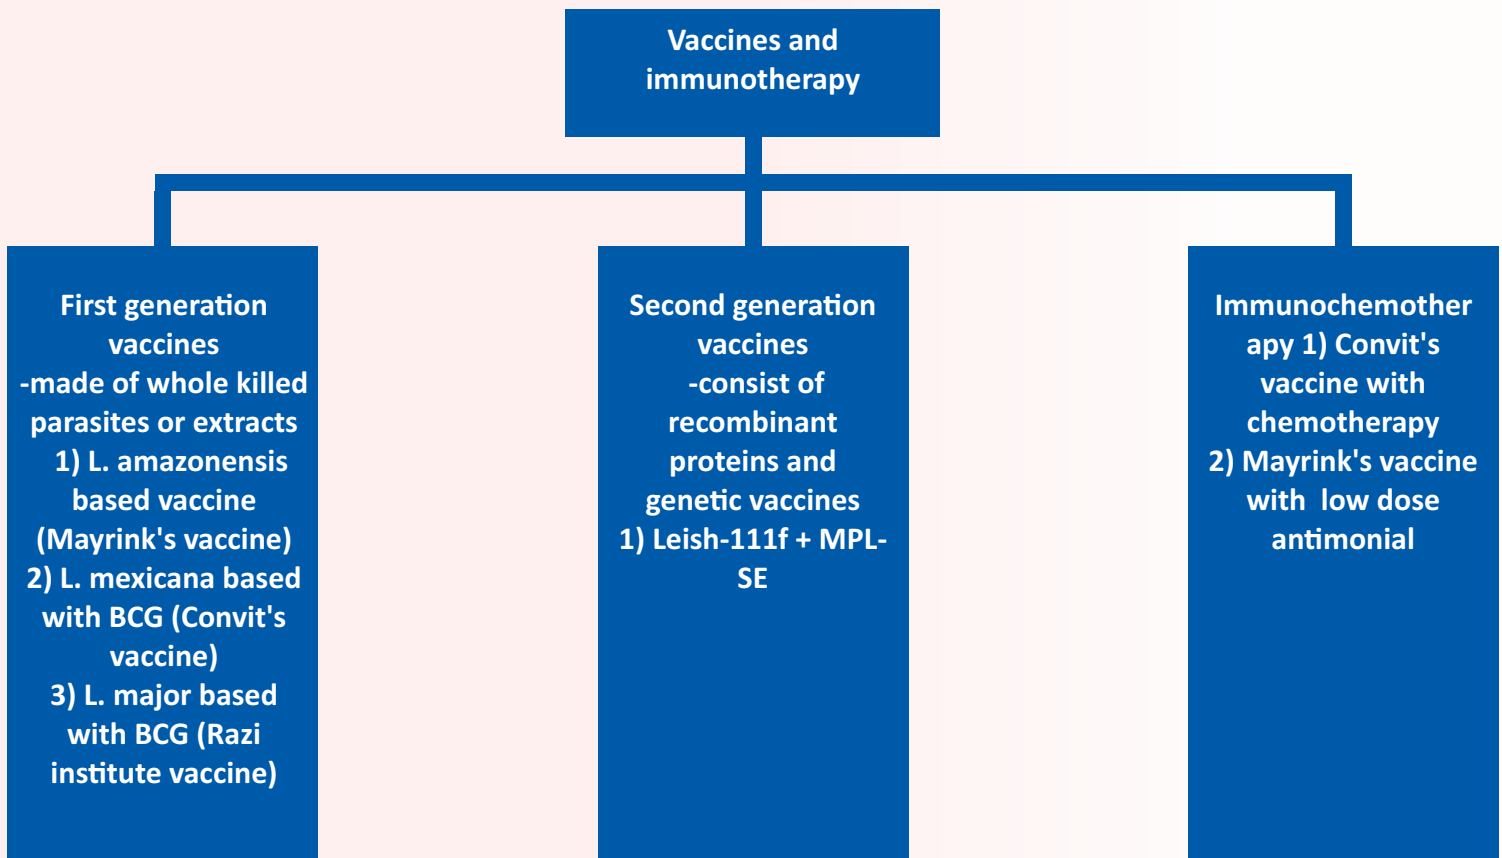 Vaccines and
immunotherapy
First generation
vaccines
-made of whole killed
parasites or extracts
1) L. amazonensis
based vaccine
(Mayrink's vaccine)
2) L. mexicana based
with BCG (Convit's
vaccine)
3) L. major based
with BCG (Razi
institute vaccine)
Second generation
vaccines
-consist of
recombinant
proteins and
genetic vaccines
1) Leish-111f + MPL-
SE
Immunochemother
apy 1) Convit's
vaccine with
chemotherapy
2) Mayrink's vaccine
with low dose
antimonial